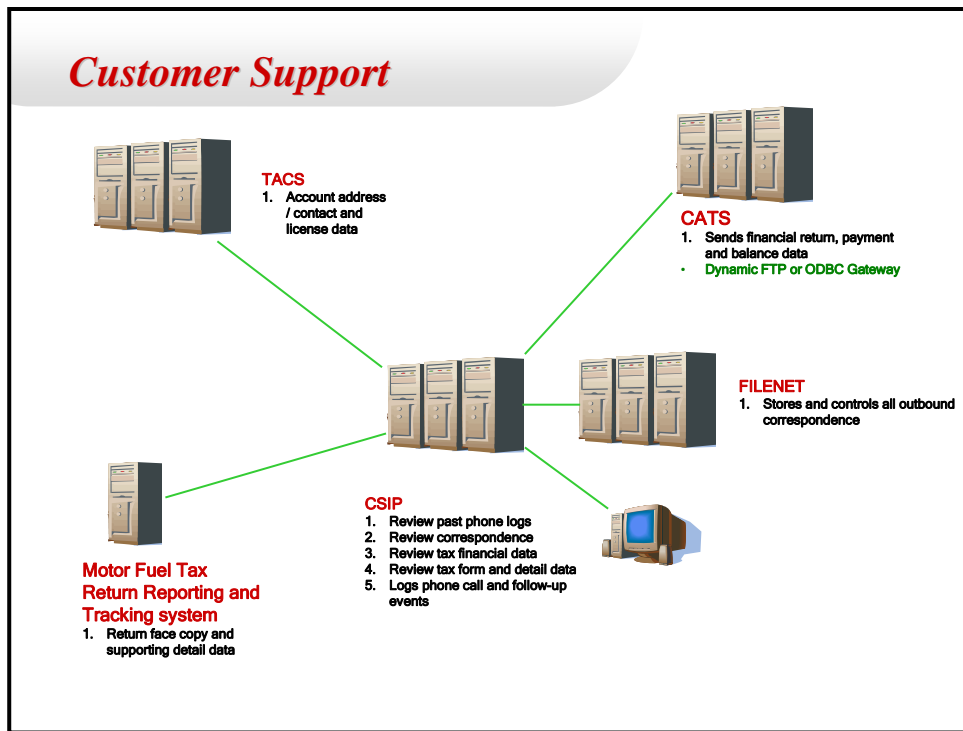 Customer Support
TACS
1. Account address
/ contact and
license data
CATS
1. Sends financial return, payment
and balance data
• Dynamic FTP or ODBC Gateway
FILENET
1. Stores and controls all outbound
correspondence
CSIP
1. Review past phone logs
2. Review correspondence
3. Review tax financial data
4. Review tax form and detail data
5. Logs phone call and follow-up
events
Motor Fuel Tax
Return Reporting and
Tracking system
1. Return face copy and
supporting detail data